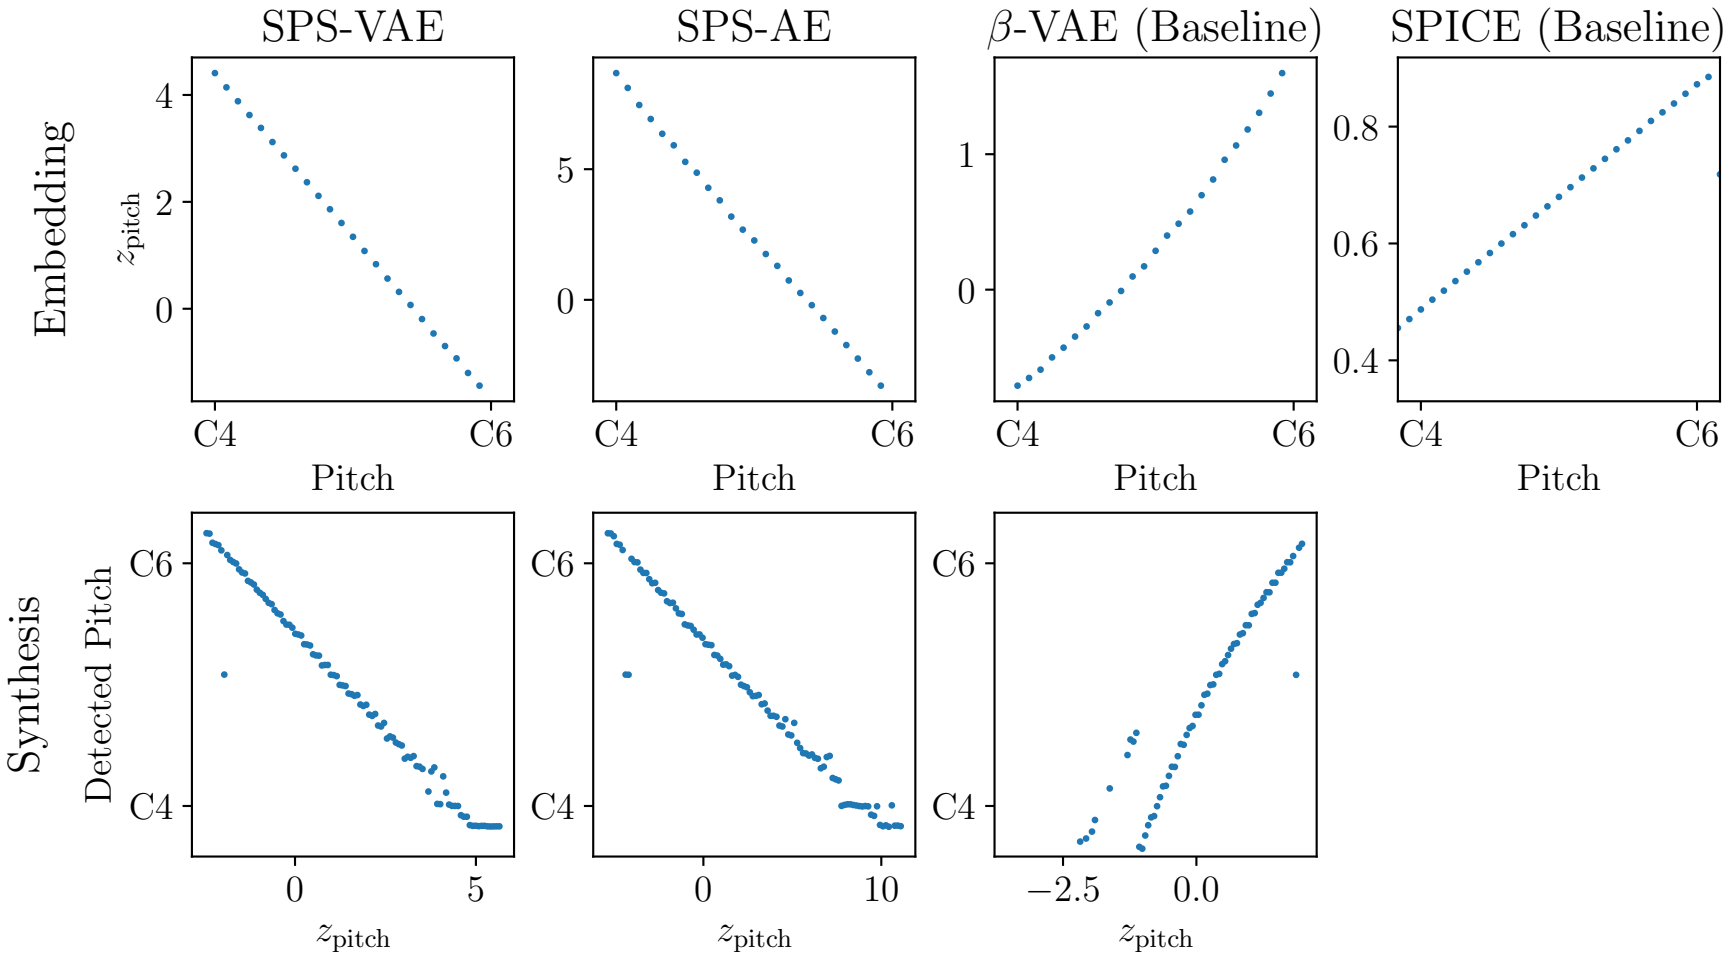 SPS-VAE
SPS-AE
β-VAE (Baseline)
SPICE (Baseline)
Embedding
z_pitch
4
2
0
C4
C6
Pitch
5
0
C4
C6
Pitch
1
0
C4
C6
Pitch
0.8
0.6
0.4
C4
C6
Pitch
Synthesis
Detected Pitch
C6
C4
0
5
z_pitch
C6
C4
0
10
z_pitch
C6
C4
−2.5
0.0
z_pitch